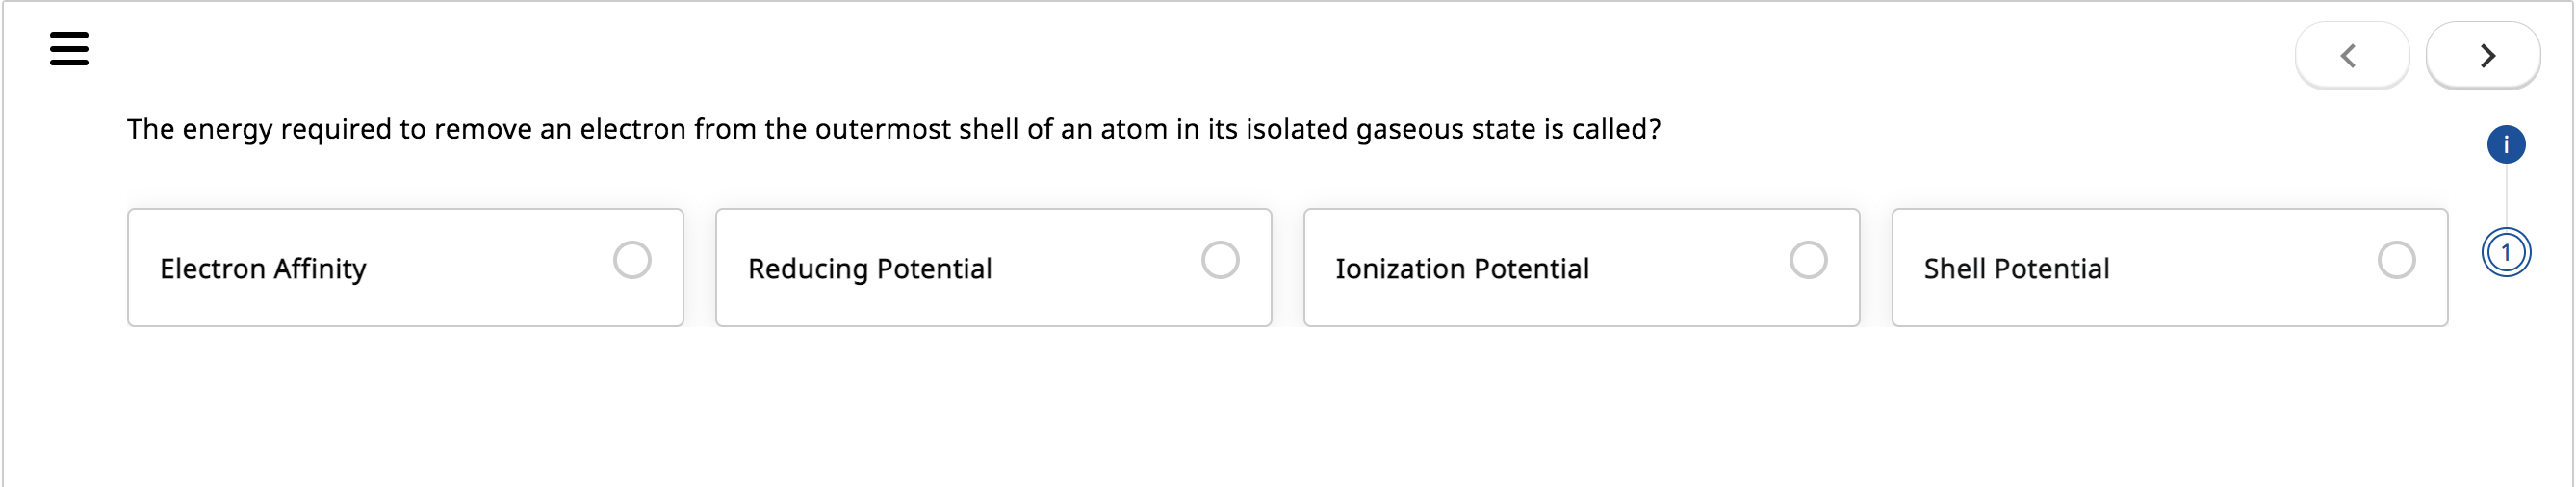 The energy required to remove an electron from the outermost shell of an atom in its isolated gaseous state is called?
i
Electron Affinity
Reducing Potential
Ionization Potential
Shell Potential
1